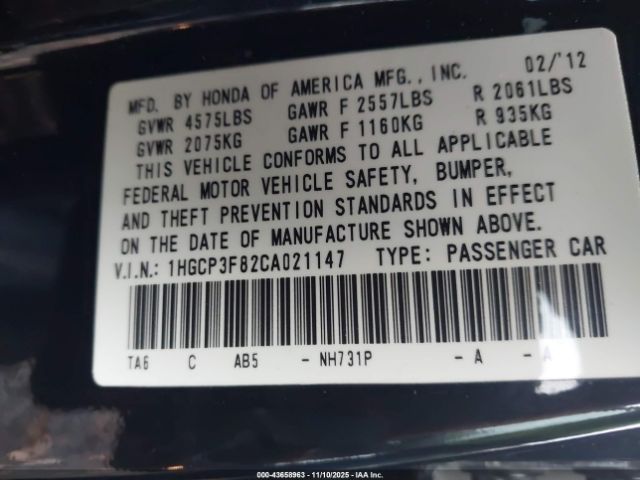 MFD. BY HONDA OF AMERICA MFG., INC. 02/'12
GVWR 4575LBS GAWR F 2557LBS R 2061LBS
GVWR 2075KG GAWR F 1160KG R 935KG
THIS VEHICLE CONFORMS TO ALL APPLICABLE
FEDERAL MOTOR VEHICLE SAFETY, BUMPER,
AND THEFT PREVENTION STANDARDS IN EFFECT
ON THE DATE OF MANUFACTURE SHOWN ABOVE.
V.I.N.: 1HGCP3F82CA021147 TYPE: PASSENGER CAR
TA6 C AB5 - NH731P - A - A
000-43658963 - 11/10/2025 - IAA Inc.